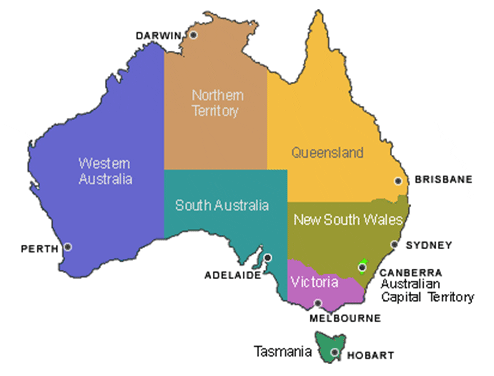 DARWIN
Northern
Territory
Queensland
Western
Australia
BRISBANE
South Australia
New South Wales
PERTH
SYDNEY
ADELAIDE
CANBERRA
Australian
Capital Territory
Victoria
MELBOURNE
Tasmania
HOBART